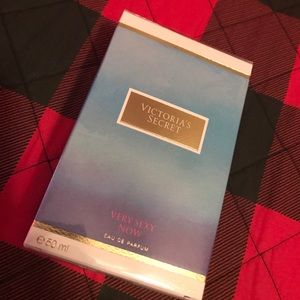 VICTORIA'S
SECRET
VERY SEXY
NOW
EAU DE PARFUM
℮50 ml